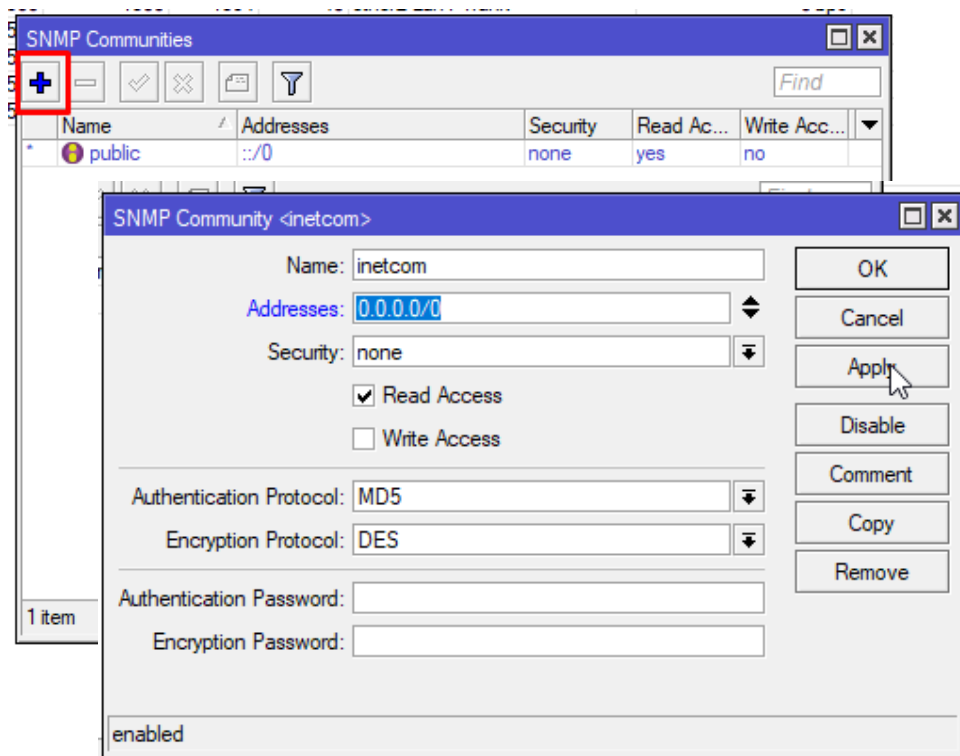 SNMP Communities
Find
Name Addresses Security Read Ac... Write Acc...
* public ::/0 none yes no
SNMP Community <inetcom>
Name: inetcom OK
Addresses: 0.0.0.0/0 Cancel
Security: none Apply
Read Access
Write Access Disable
Comment
Authentication Protocol: MD5
Copy
Encryption Protocol: DES
Remove
Authentication Password:
1 item
Encryption Password:
enabled